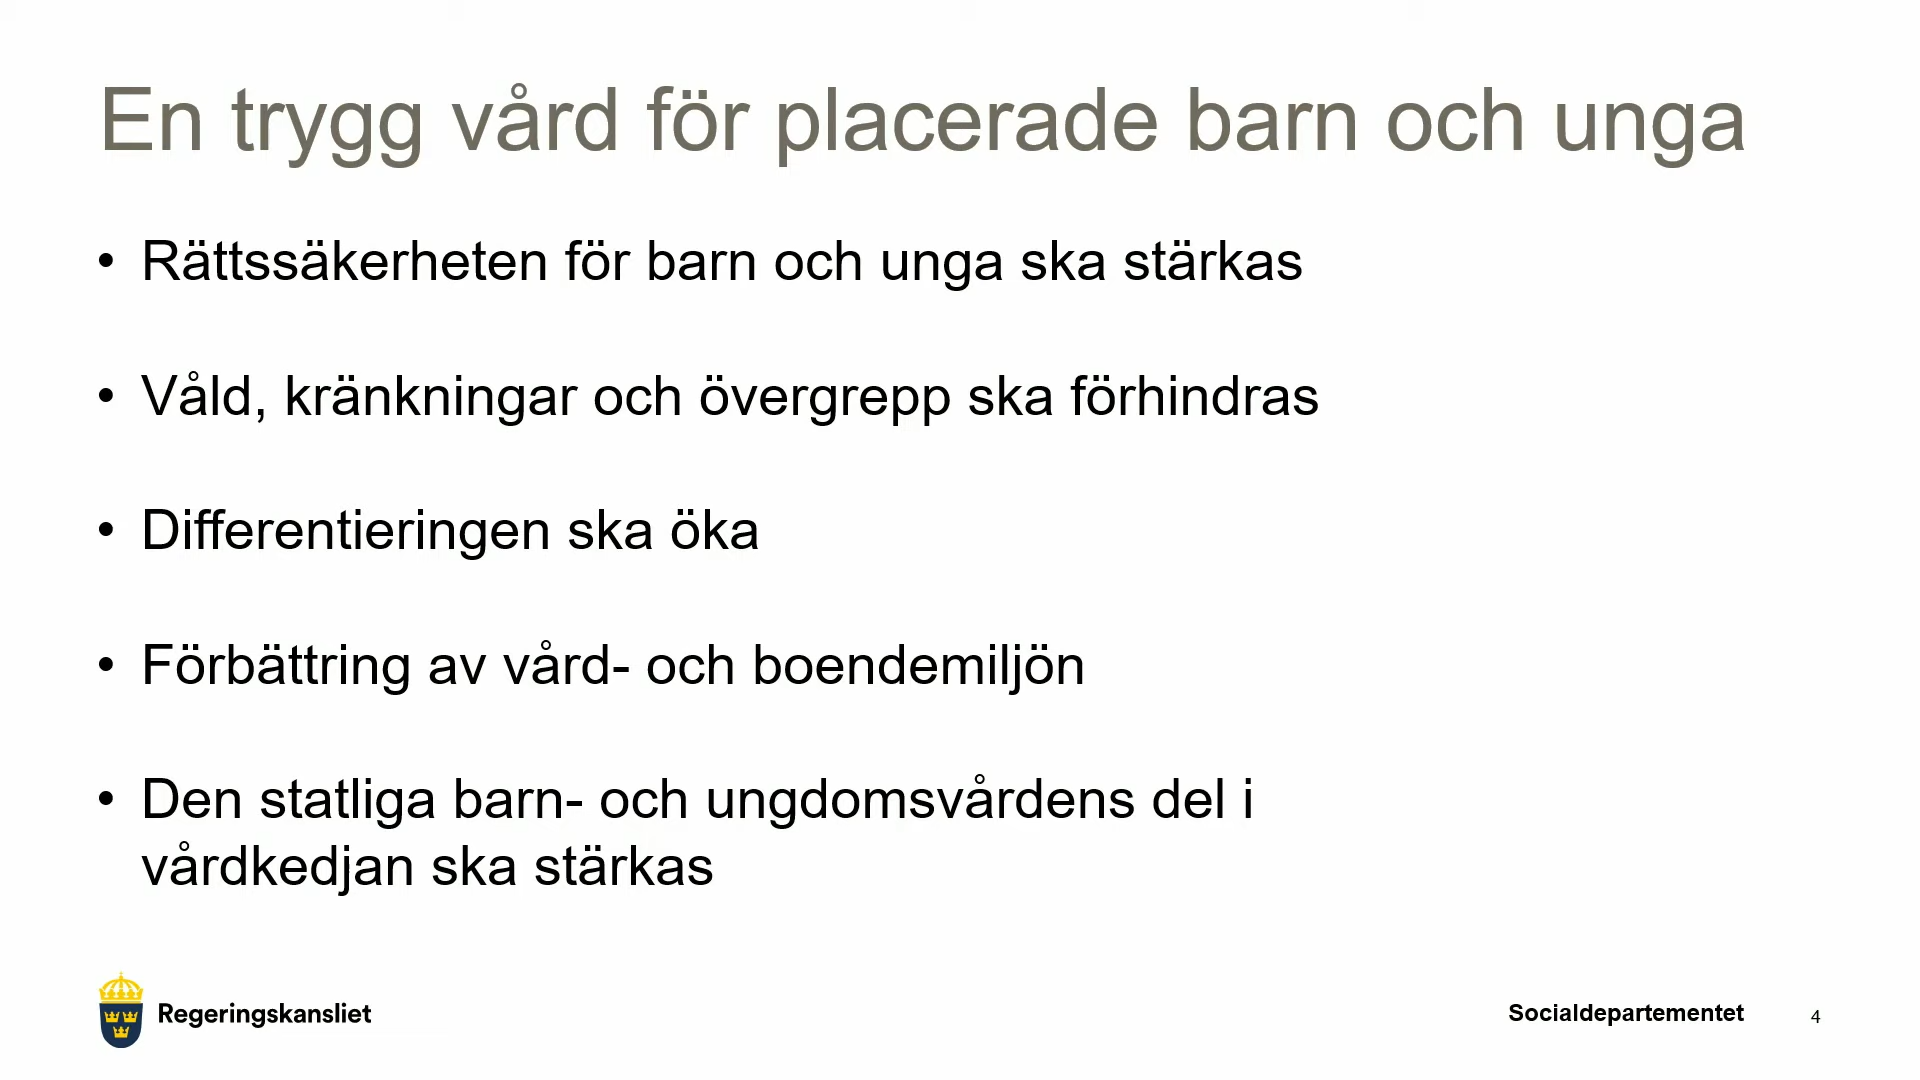 En trygg vård för placerade barn och unga
• Rättssäkerheten för barn och unga ska stärkas
• Våld, kränkningar och övergrepp ska förhindras
• Differentieringen ska öka
• Förbättring av vård- och boendemiljön
• Den statliga barn- och ungdomsvårdens del i
vårdkedjan ska stärkas
Regeringskansliet
Socialdepartementet
4